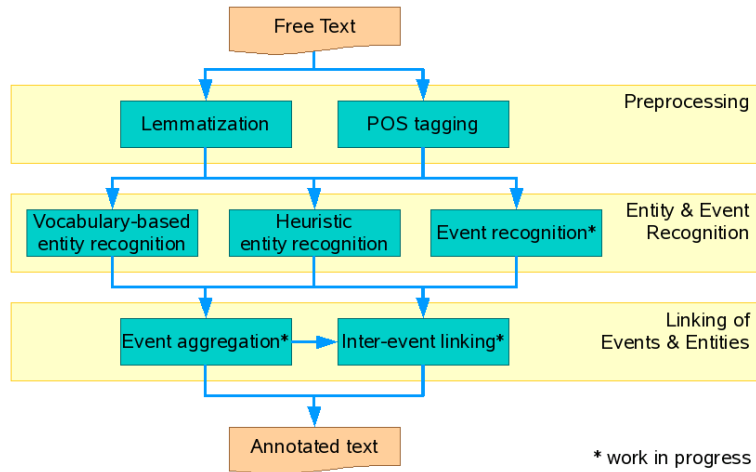 Free Text
Preprocessing
Lemmatization
POS tagging
Vocabulary-based
entity recognition
Heuristic
entity recognition
Event recognition*
Entity & Event
Recognition
Event aggregation*
Inter-event linking*
Linking of
Events & Entities
Annotated text
* work in progress